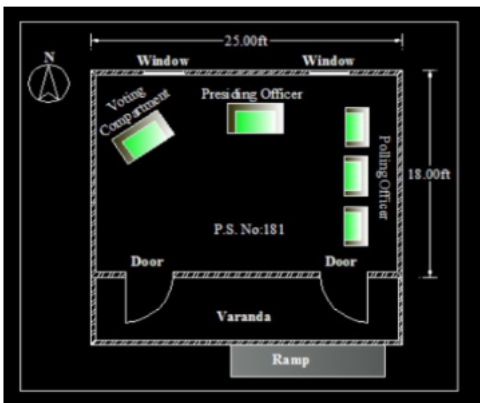 25.00ft
N
Window
Window
Voting
Compartment
Presiding Officer
Polling Officer
18.00ft
P.S. No:181
Door
Door
Varanda
Ramp